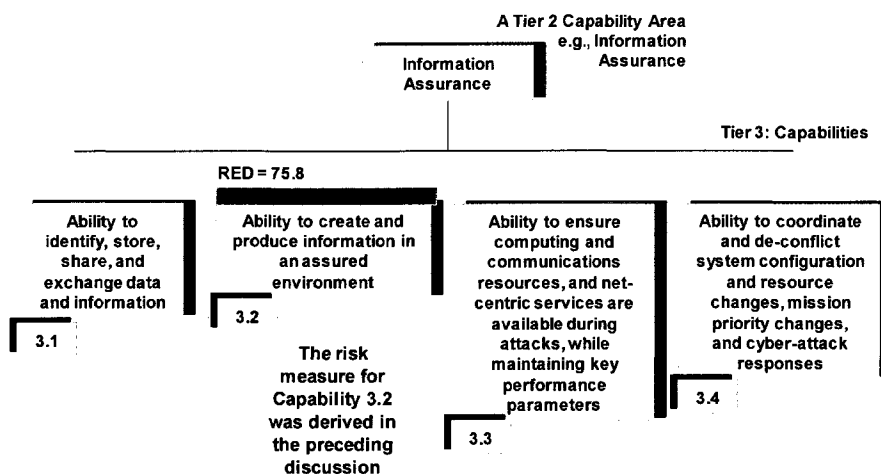 A Tier 2 Capability Area
e.g., Information
Assurance
Information
Assurance
Tier 3: Capabilities
RED = 75.8
Ability to
identify, store,
share, and
exchange data
and information
3.1
Ability to create and
produce information in
an assured
environment
3.2
The risk
measure for
Capability 3.2
was derived in
the preceding
discussion
Ability to ensure
computing and
communications
resources, and net-
centric services are
available during
attacks, while
maintaining key
performance
parameters
3.3
Ability to coordinate
and de-conflict
system configuration
and resource
changes, mission
priority changes,
and cyber-attack
responses
3.4